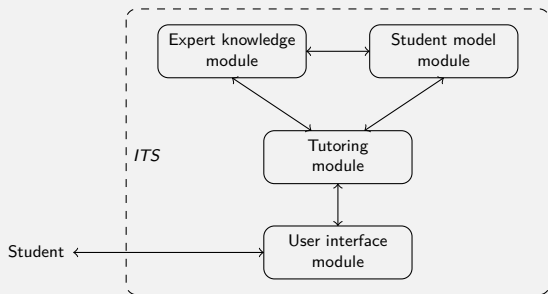 Expert knowledge
module
Student model
module
Tutoring
module
ITS
User interface
module
Student